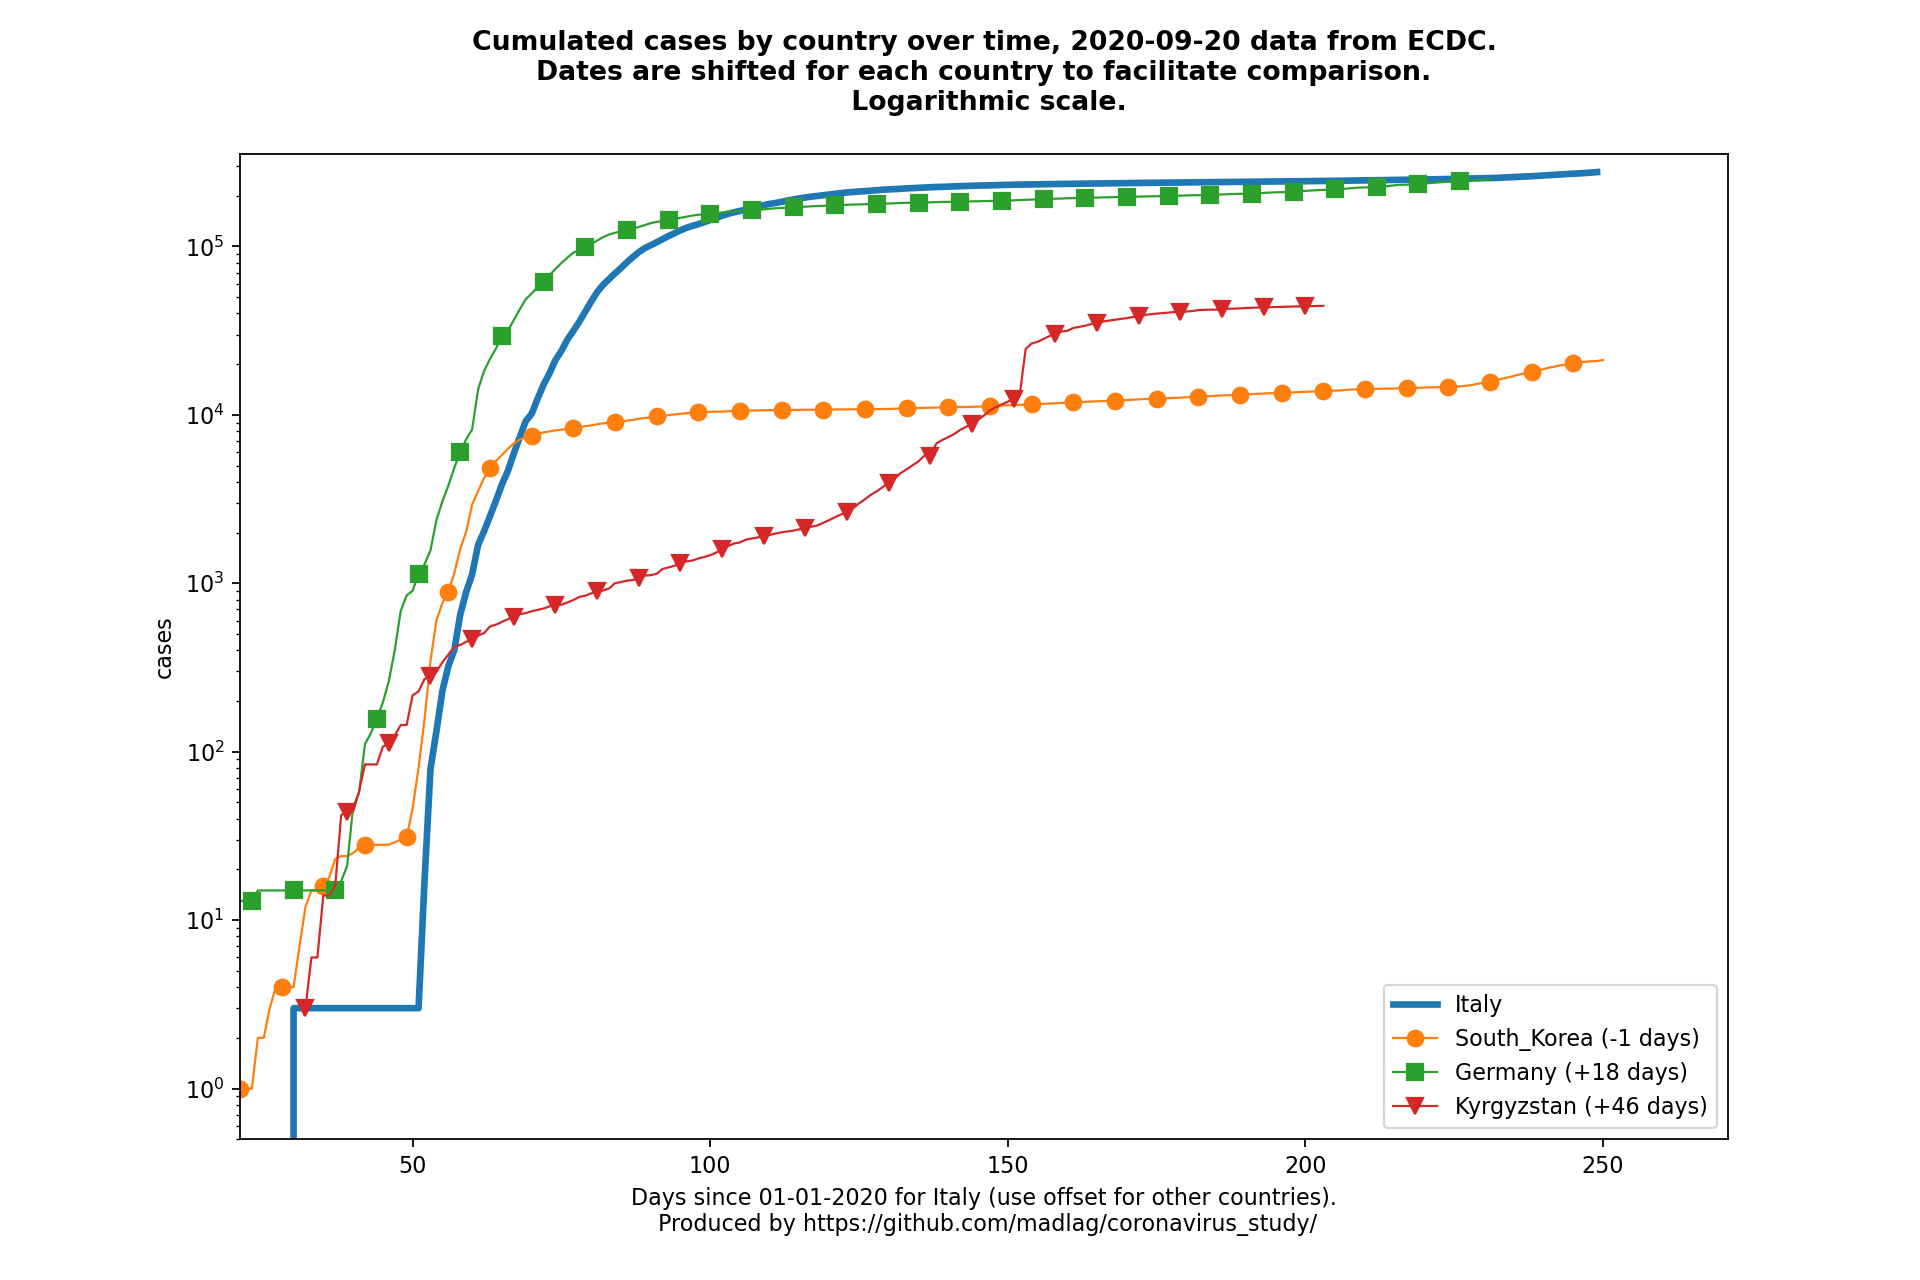 Cumulated cases by country over time, 2020-09-20 data from ECDC.
Dates are shifted for each country to facilitate comparison.
Logarithmic scale.
cases
10^5
10^4
10^3
10^2
10^1
10^0
50 100 150 200 250
Italy
South_Korea (-1 days)
Germany (+18 days)
Kyrgyzstan (+46 days)
Days since 01-01-2020 for Italy (use offset for other countries).
Produced by https://github.com/madlag/coronavirus_study/